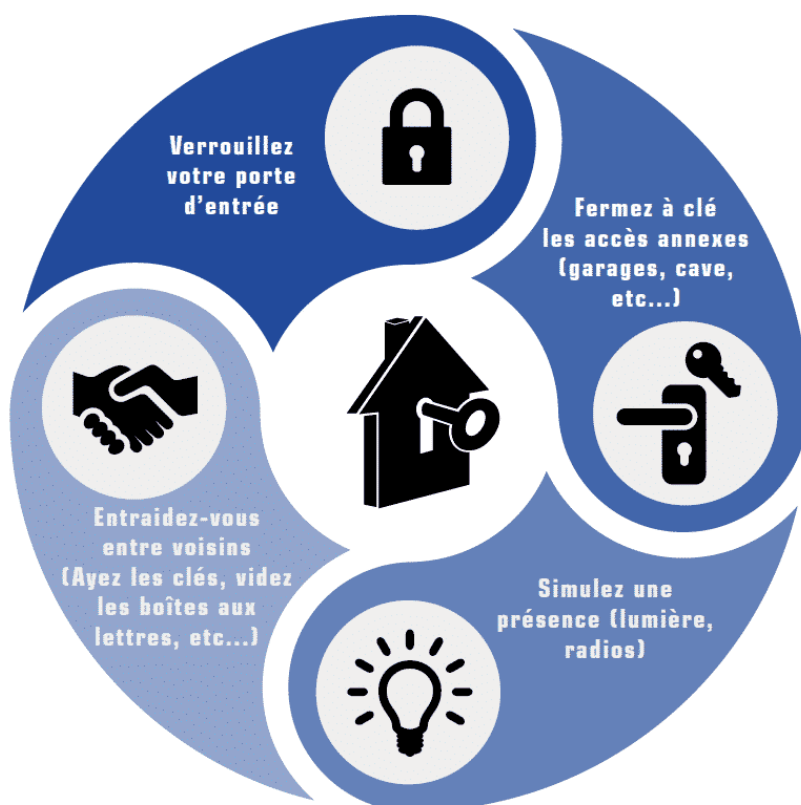 Verrouillez
votre porte
d'entrée
Fermez à clé
les accès annexes
(garages, cave,
etc...)
Simulez une
présence (lumière,
radios)
Entraidez-vous
entre voisins
(Ayez les clés, videz
les boîtes aux
lettres, etc...)